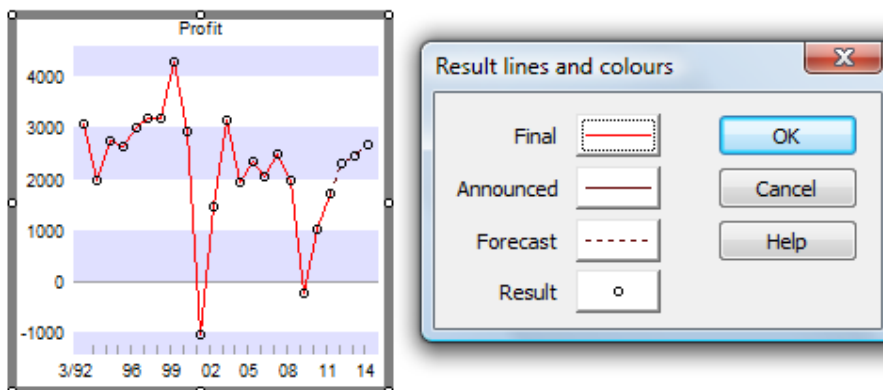 Profit
4000
3000
2000
1000
0
-1000
3/92 96 99 02 05 08 11 14
Result lines and colours
Final
OK
Announced
Cancel
Forecast
Help
Result